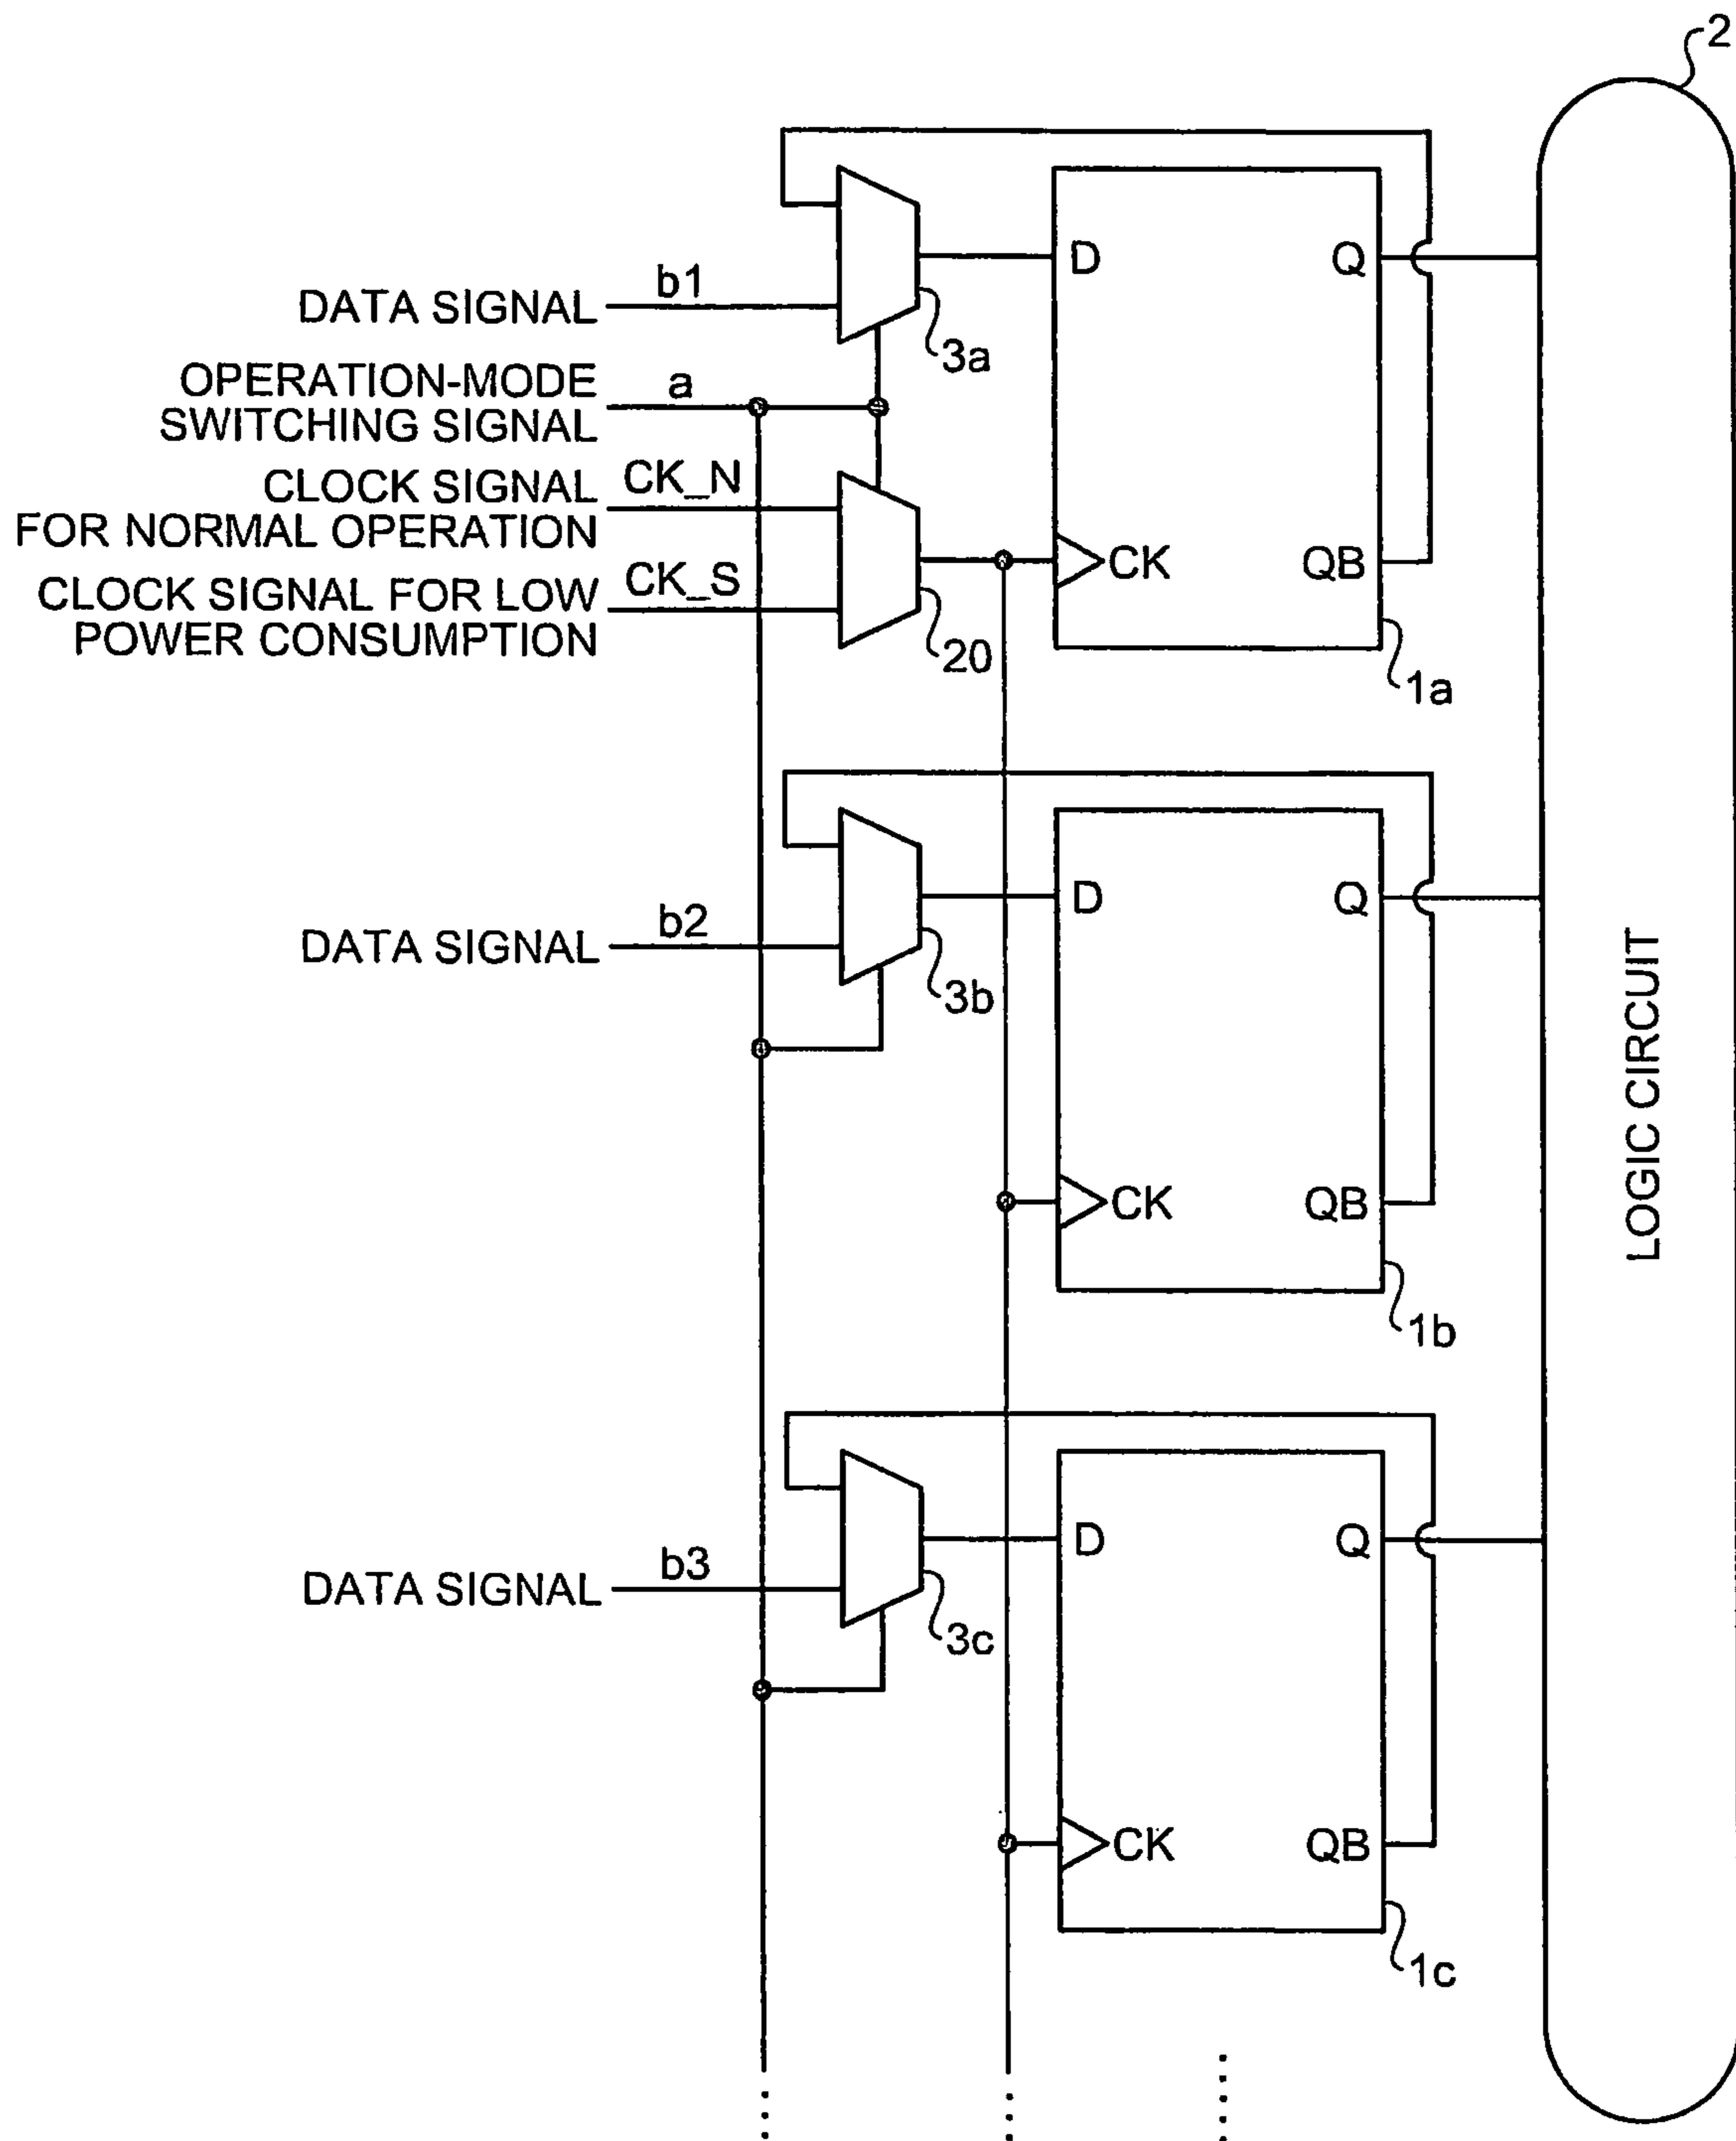 2
D
Q
b1
DATA SIGNAL
3a
OPERATION-MODE
SWITCHING SIGNAL
a
CLOCK SIGNAL
FOR NORMAL OPERATION
CK_N
CK
QB
CLOCK SIGNAL FOR LOW
POWER CONSUMPTION
CK_S
20
1a
D
Q
b2
DATA SIGNAL
3b
LOGIC CIRCUIT
CK
QB
1b
D
Q
b3
DATA SIGNAL
3c
CK
QB
1c